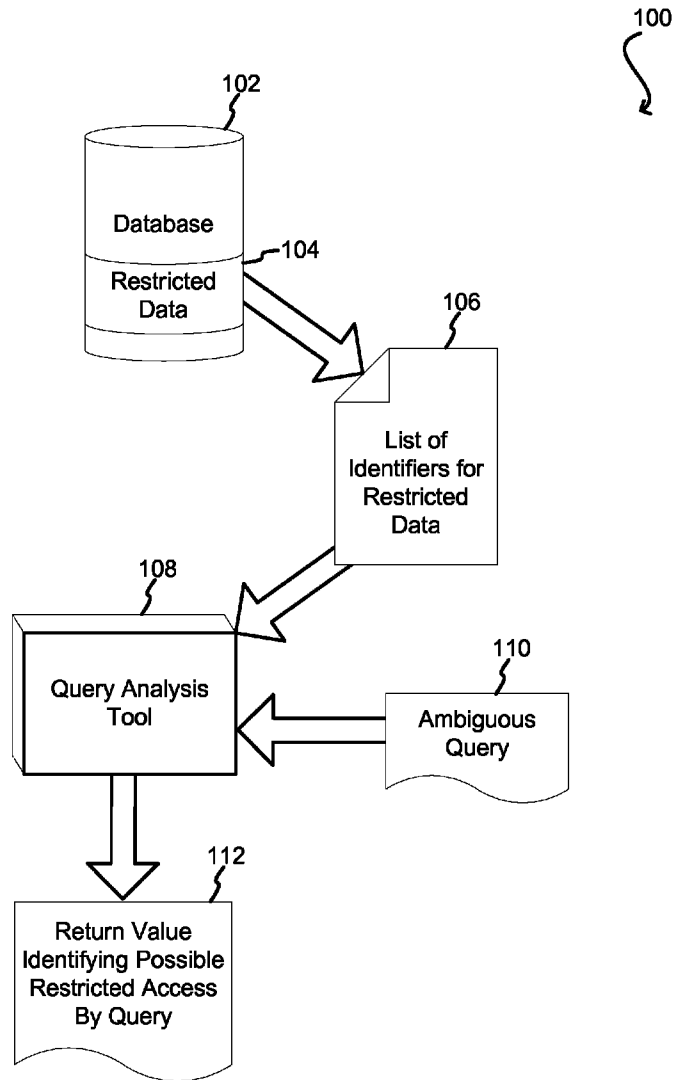 100
102
Database
104
Restricted
Data
106
List of
Identifiers for
Restricted
Data
108
Query Analysis
Tool
110
Ambiguous
Query
112
Return Value
Identifying Possible
Restricted Access
By Query